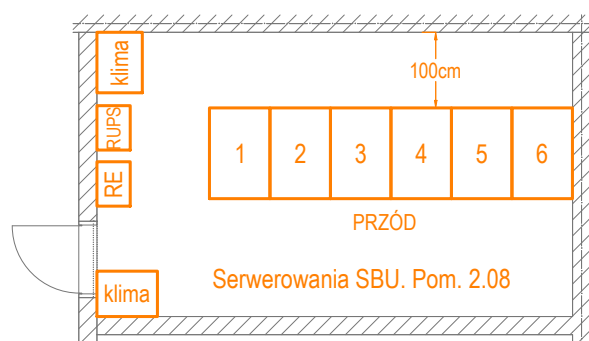 klima
100cm
RUPS
1 2 3 4 5 6
RE
PRZÓD
Serwerowania SBU. Pom. 2.08
klima